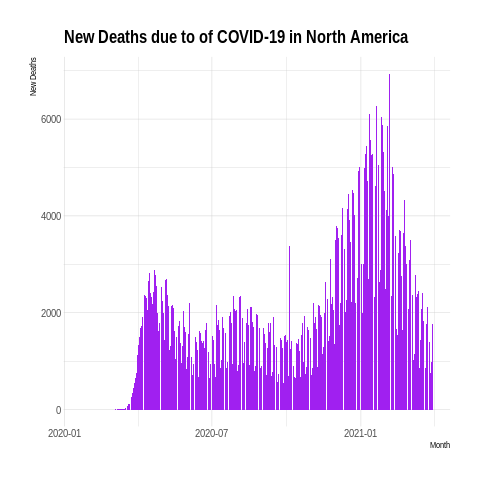 New Deaths due to of COVID-19 in North America
New Deaths
6000
4000
2000
0
2020-01
2020-07
2021-01
Month